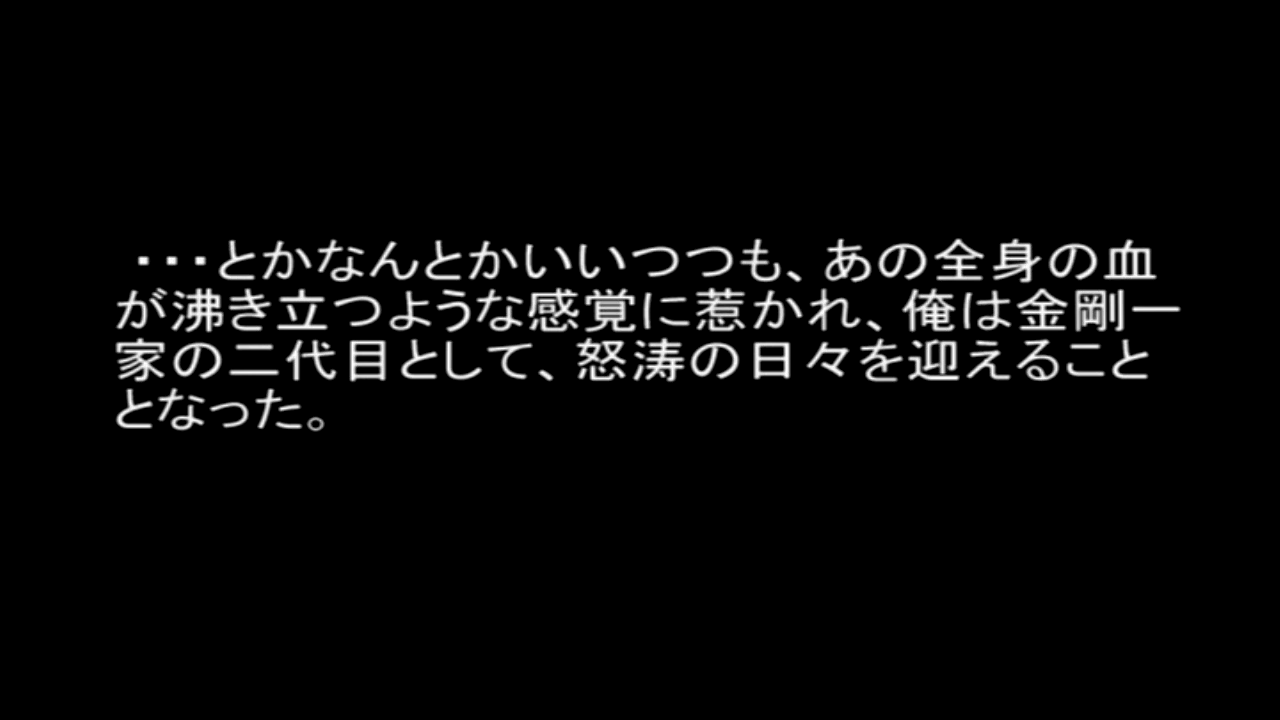 ・・・とかなんとかいいつつも、あの全身の血
が沸き立つような感覚に惹かれ、俺は金剛一
家の二代目として、怒涛の日々を迎えること
となった。